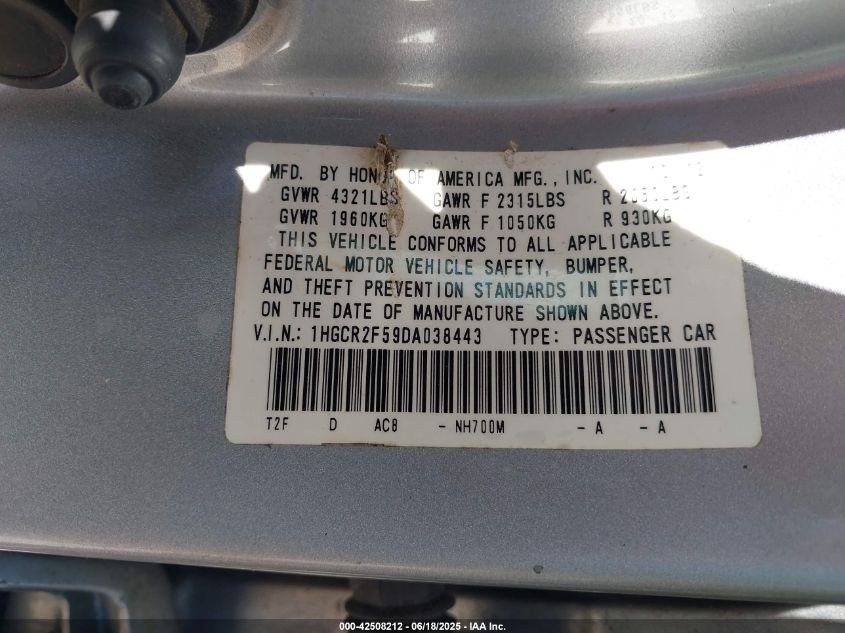 MFD. BY HONDA OF AMERICA MFG., INC.
GVWR 4321LBS GAWR F 2315LBS R
GVWR 1960KG GAWR F 1050KG R 930KG
THIS VEHICLE CONFORMS TO ALL APPLICABLE
FEDERAL MOTOR VEHICLE SAFETY, BUMPER,
AND THEFT PREVENTION STANDARDS IN EFFECT
ON THE DATE OF MANUFACTURE SHOWN ABOVE.
V.I.N.: 1HGCR2F59DA038443 TYPE: PASSENGER CAR
T2F D AC8 - NH700M - A - A
000-42508212 - 06/18/2025 - IAA Inc.